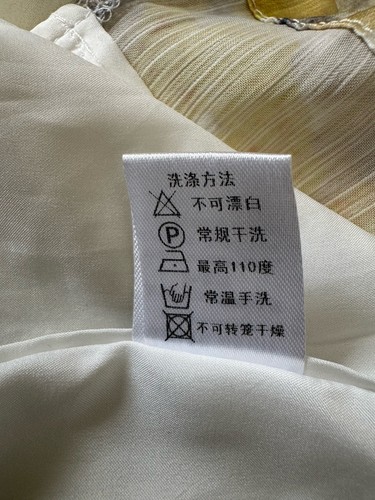 洗涤方法
不可漂白
P 常规干洗
最高110度
常温手洗
不可转笼干燥